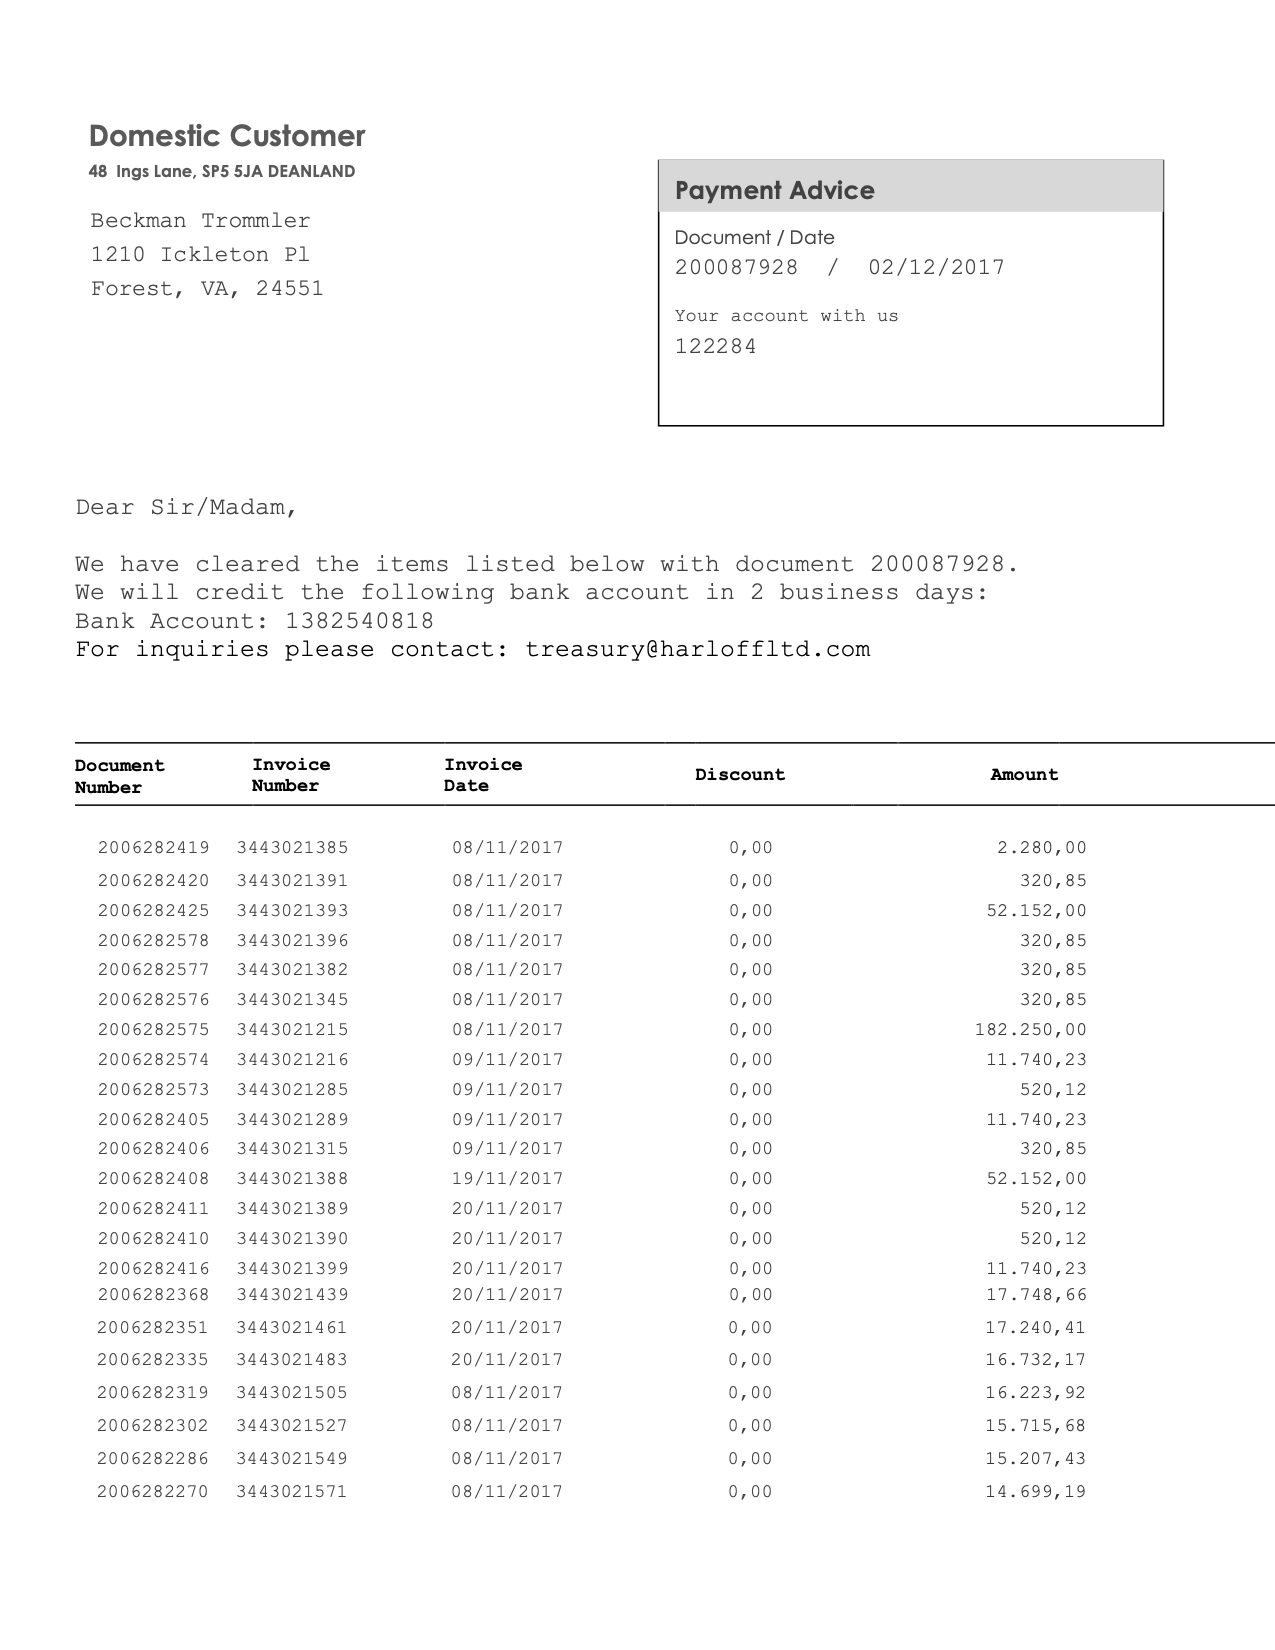 Domestic Customer
48 Ings Lane, SP5 5JA DEANLAND
Beckman Trommler
1210 Ickleton Pl
Forest, VA, 24551
Payment Advice
Document / Date
200087928 / 02/12/2017
Your account with us
122284
Dear Sir/Madam,
We have cleared the items listed below with document 200087928.
We will credit the following bank account in 2 business days:
Bank Account: 1382540818
For inquiries please contact: treasury@harloffltd.com
Document Number Invoice Number Invoice Date Discount Amount
2006282419 3443021385 08/11/2017 0,00 2.280,00
2006282420 3443021391 08/11/2017 0,00 320,85
2006282425 3443021393 08/11/2017 0,00 52.152,00
2006282578 3443021396 08/11/2017 0,00 320,85
2006282577 3443021382 08/11/2017 0,00 320,85
2006282576 3443021345 08/11/2017 0,00 320,85
2006282575 3443021215 08/11/2017 0,00 182.250,00
2006282574 3443021216 09/11/2017 0,00 11.740,23
2006282573 3443021285 09/11/2017 0,00 520,12
2006282405 3443021289 09/11/2017 0,00 11.740,23
2006282406 3443021315 09/11/2017 0,00 320,85
2006282408 3443021388 19/11/2017 0,00 52.152,00
2006282411 3443021389 20/11/2017 0,00 520,12
2006282410 3443021390 20/11/2017 0,00 520,12
2006282416 3443021399 20/11/2017 0,00 11.740,23
2006282368 3443021439 20/11/2017 0,00 17.748,66
2006282351 3443021461 20/11/2017 0,00 17.240,41
2006282335 3443021483 20/11/2017 0,00 16.732,17
2006282319 3443021505 08/11/2017 0,00 16.223,92
2006282302 3443021527 08/11/2017 0,00 15.715,68
2006282286 3443021549 08/11/2017 0,00 15.207,43
2006282270 3443021571 08/11/2017 0,00 14.699,19